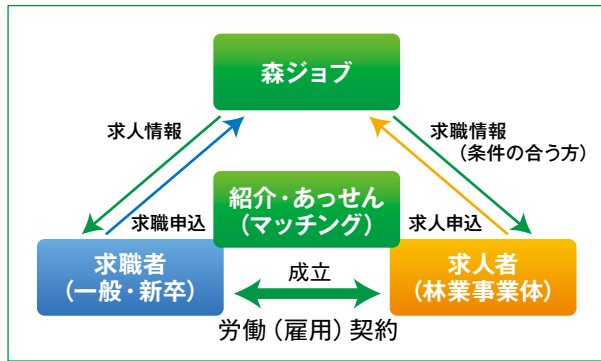 森ジョブ
求人情報
求職情報
(条件の合う方)
紹介・あっせん
(マッチング)
求職申込
求人申込
求職者
(一般・新卒)
成立
求人者
(林業事業体)
労働(雇用)契約